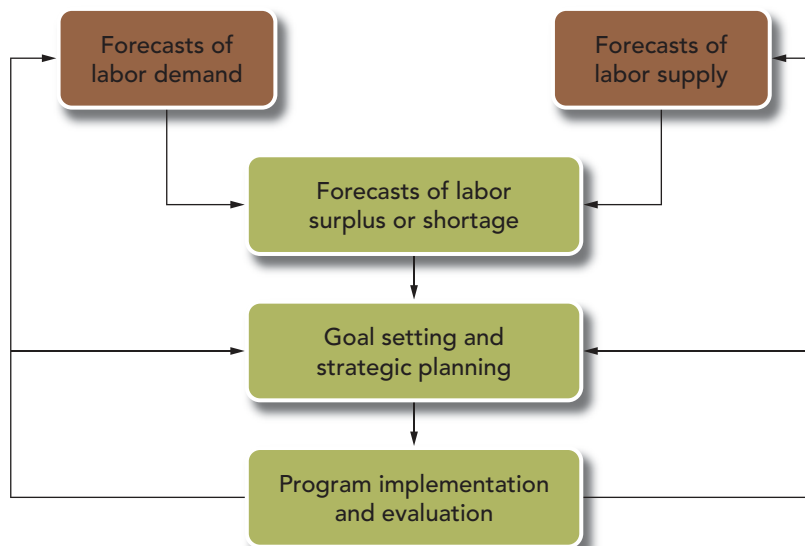 Forecasts of
labor demand
Forecasts of
labor supply
Forecasts of labor
surplus or shortage
Goal setting and
strategic planning
Program implementation
and evaluation